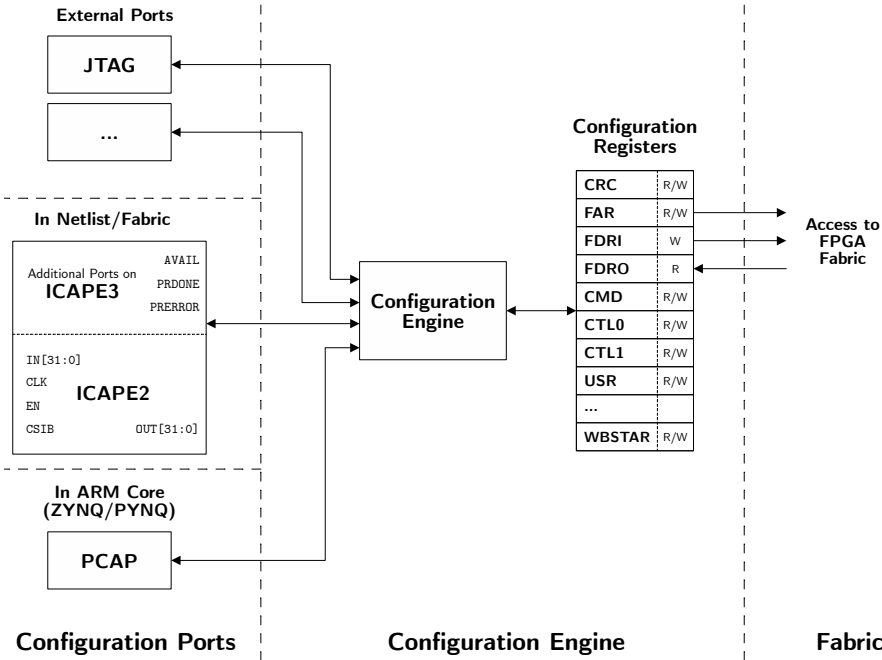 External Ports
JTAG
...
In Netlist/Fabric
Additional Ports on
ICAPE3
AVAIL
PRDONE
PRERROR
IN[31:0]
CLK
EN
CSIB
ICAPE2
OUT[31:0]
In ARM Core
(ZYNQ/PYNQ)
PCAP
Configuration
Engine
Configuration
Registers
CRC R/W
FAR R/W
FDRI W
FDRO R
CMD R/W
CTL0 R/W
CTL1 R/W
USR R/W
...
WBSTAR R/W
Access to
FPGA
Fabric
Configuration Ports
Configuration Engine
Fabric